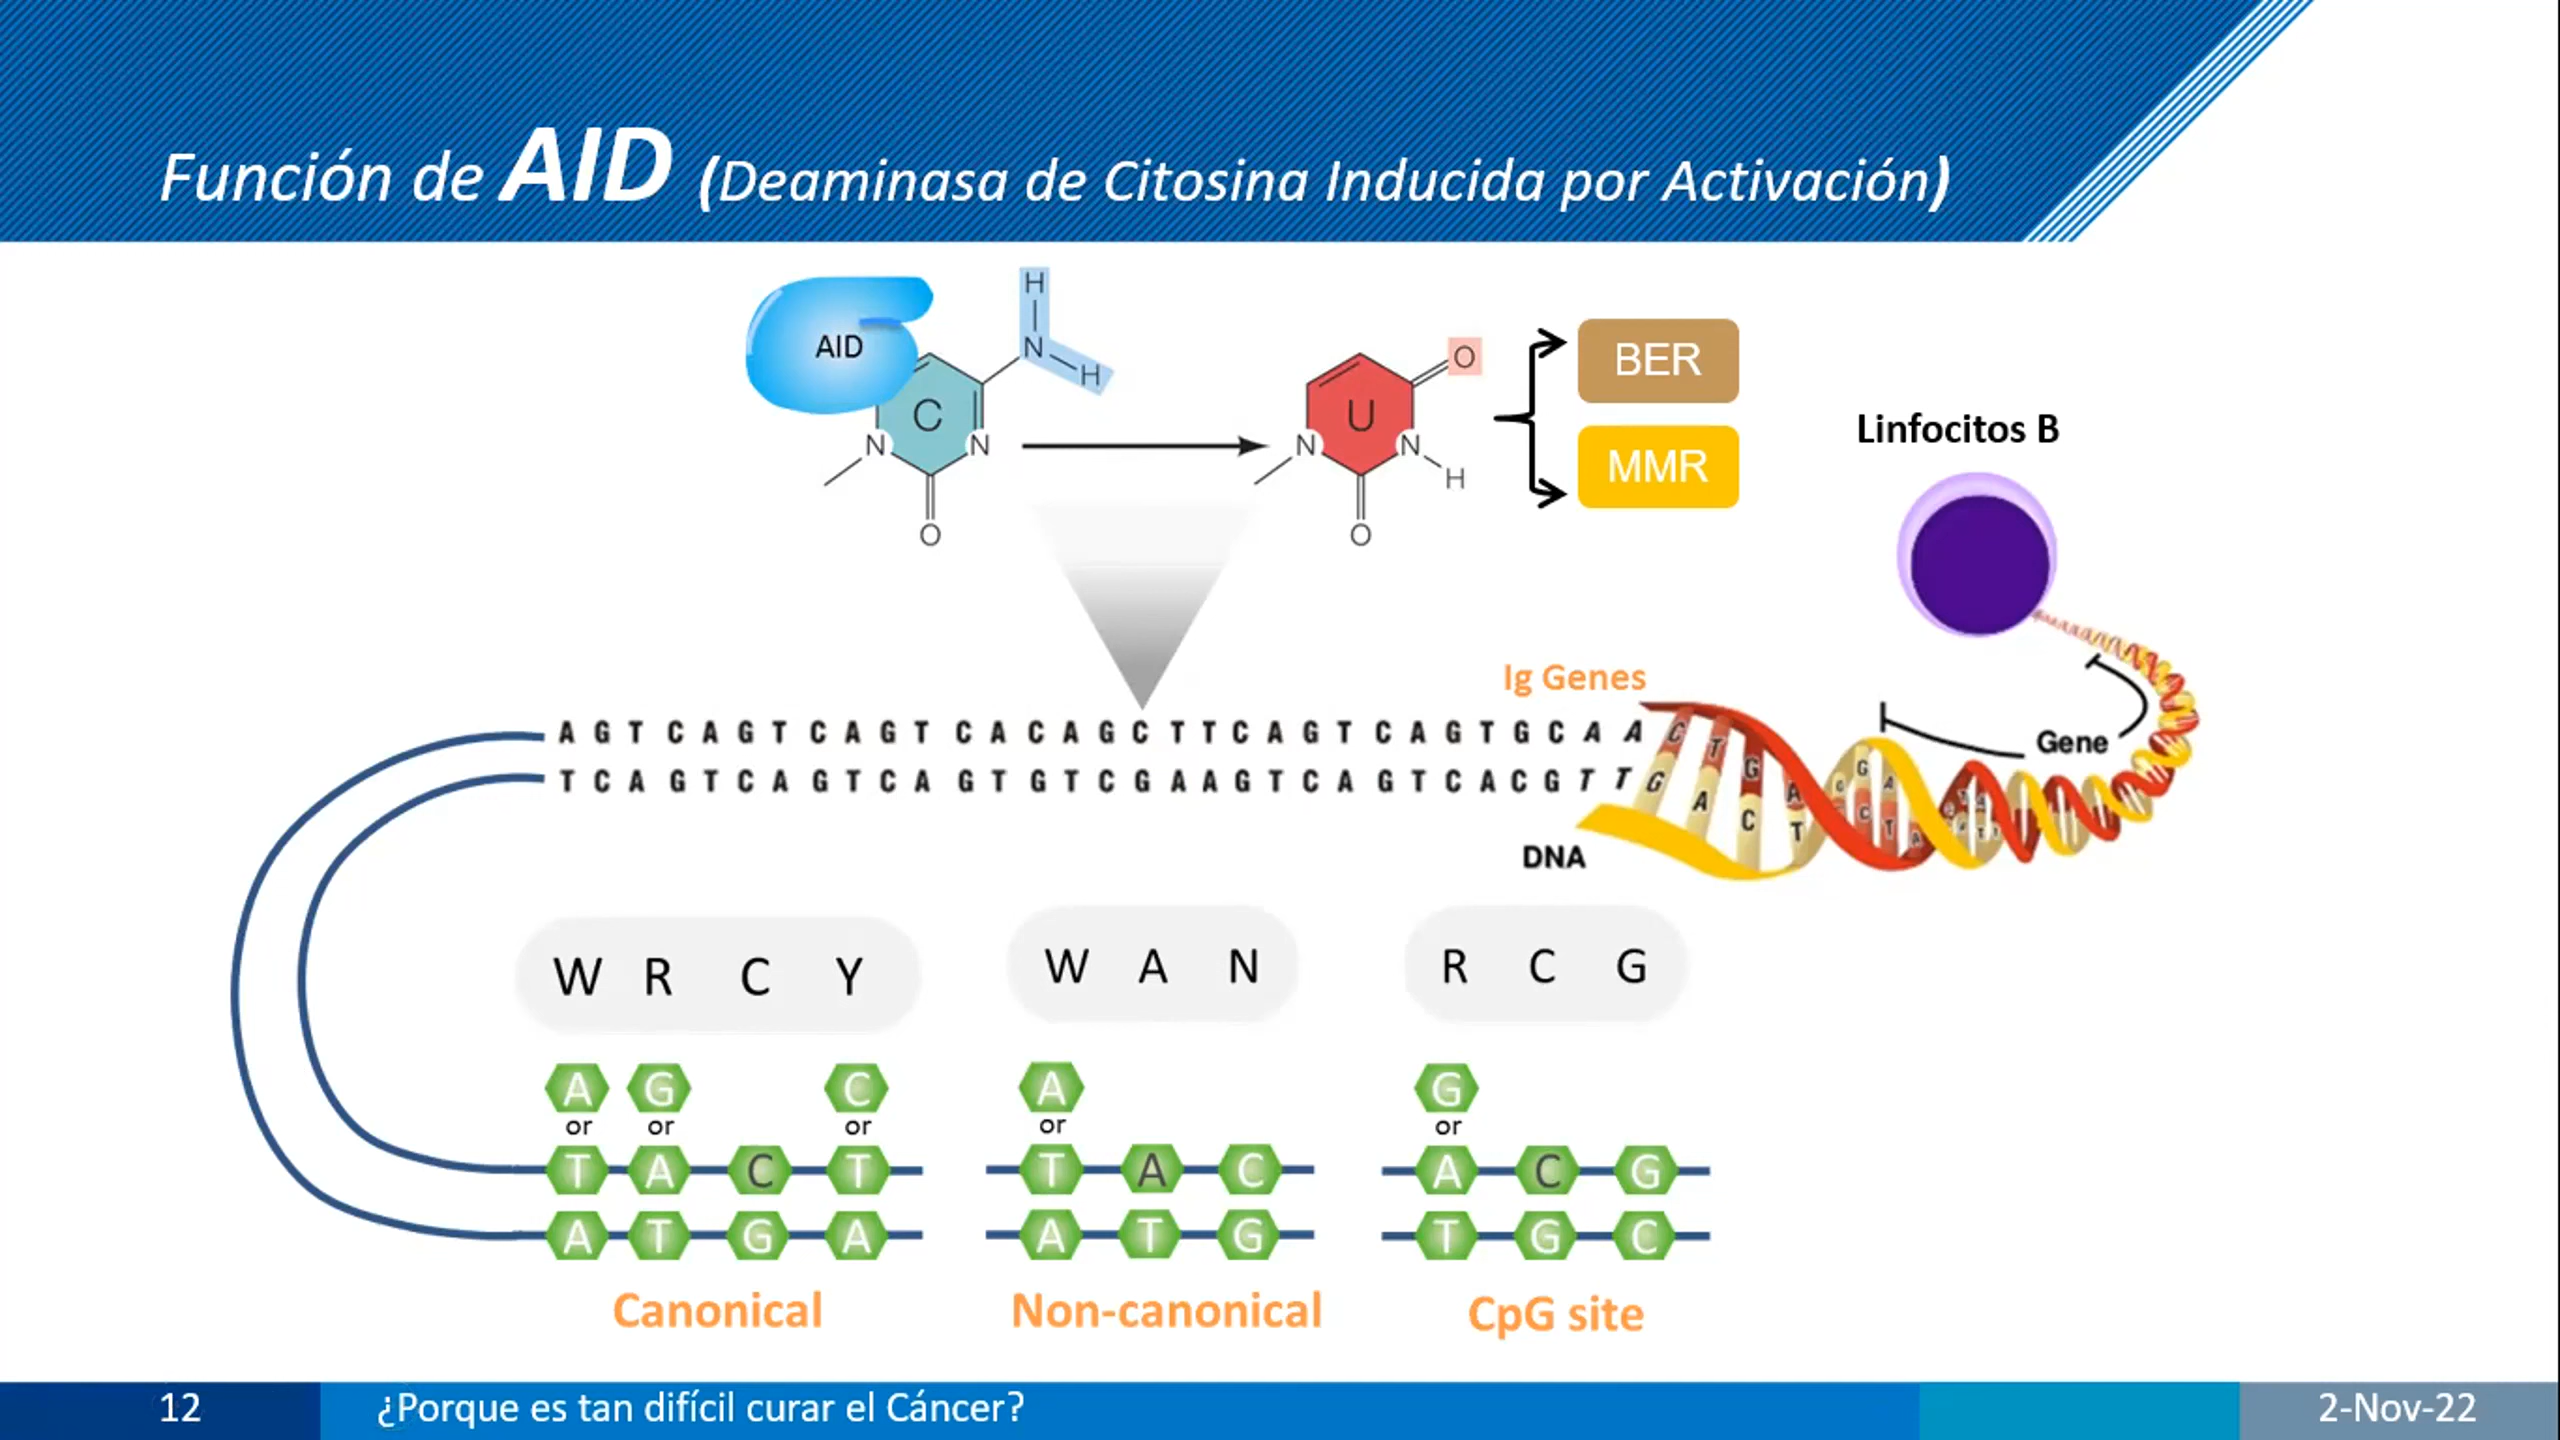 Función de AID (Deaminasa de Citosina Inducida por Activación)
H
AID N H
C
N N
O
O
U
N N
H
O
BER
MMR
Linfocitos B
Ig Genes
A G T C A G T C A G T C A G T C A C A G C T T C A G T C A G T G C A A C T G A
T C A G T C A G T C A G T G T C G A A G T C A G T C A C G T T G A C T
Gene
DNA
W R C Y
W A N
R C G
A G C
or or or
T A C T
A T G A
Canonical
A
or
T A C
A T G
Non-canonical
G
or
A C G
T G C
CpG site
12
¿Porque es tan difícil curar el Cáncer?
2-Nov-22